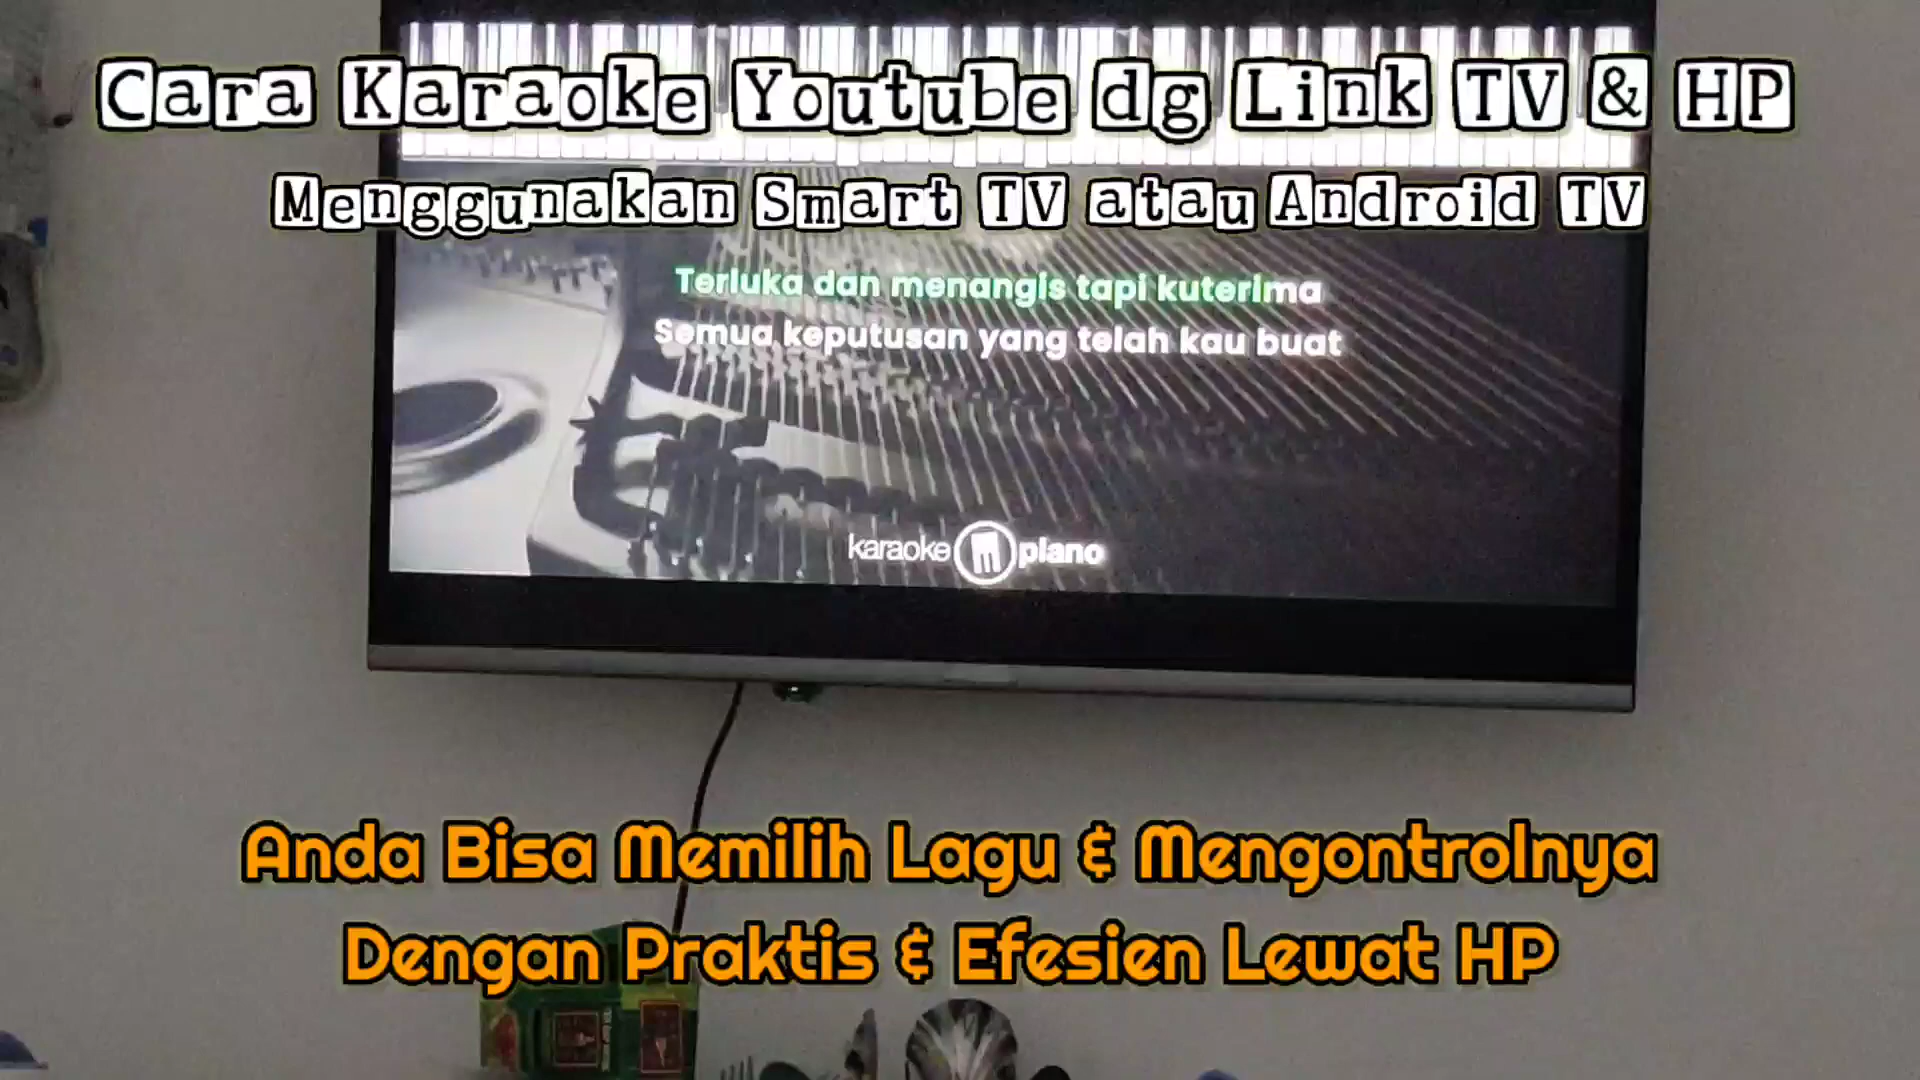 Cara Karaoke Youtube dg Link TV & HP
Menggunakan Smart TV atau Android TV
Terluka dan menangis tapi kuterima
Semua keputusan yang telah kau buat
karaoke piano
Anda Bisa Memilih Lagu & Mengontrolnya
Dengan Praktis & Efesien Lewat HP